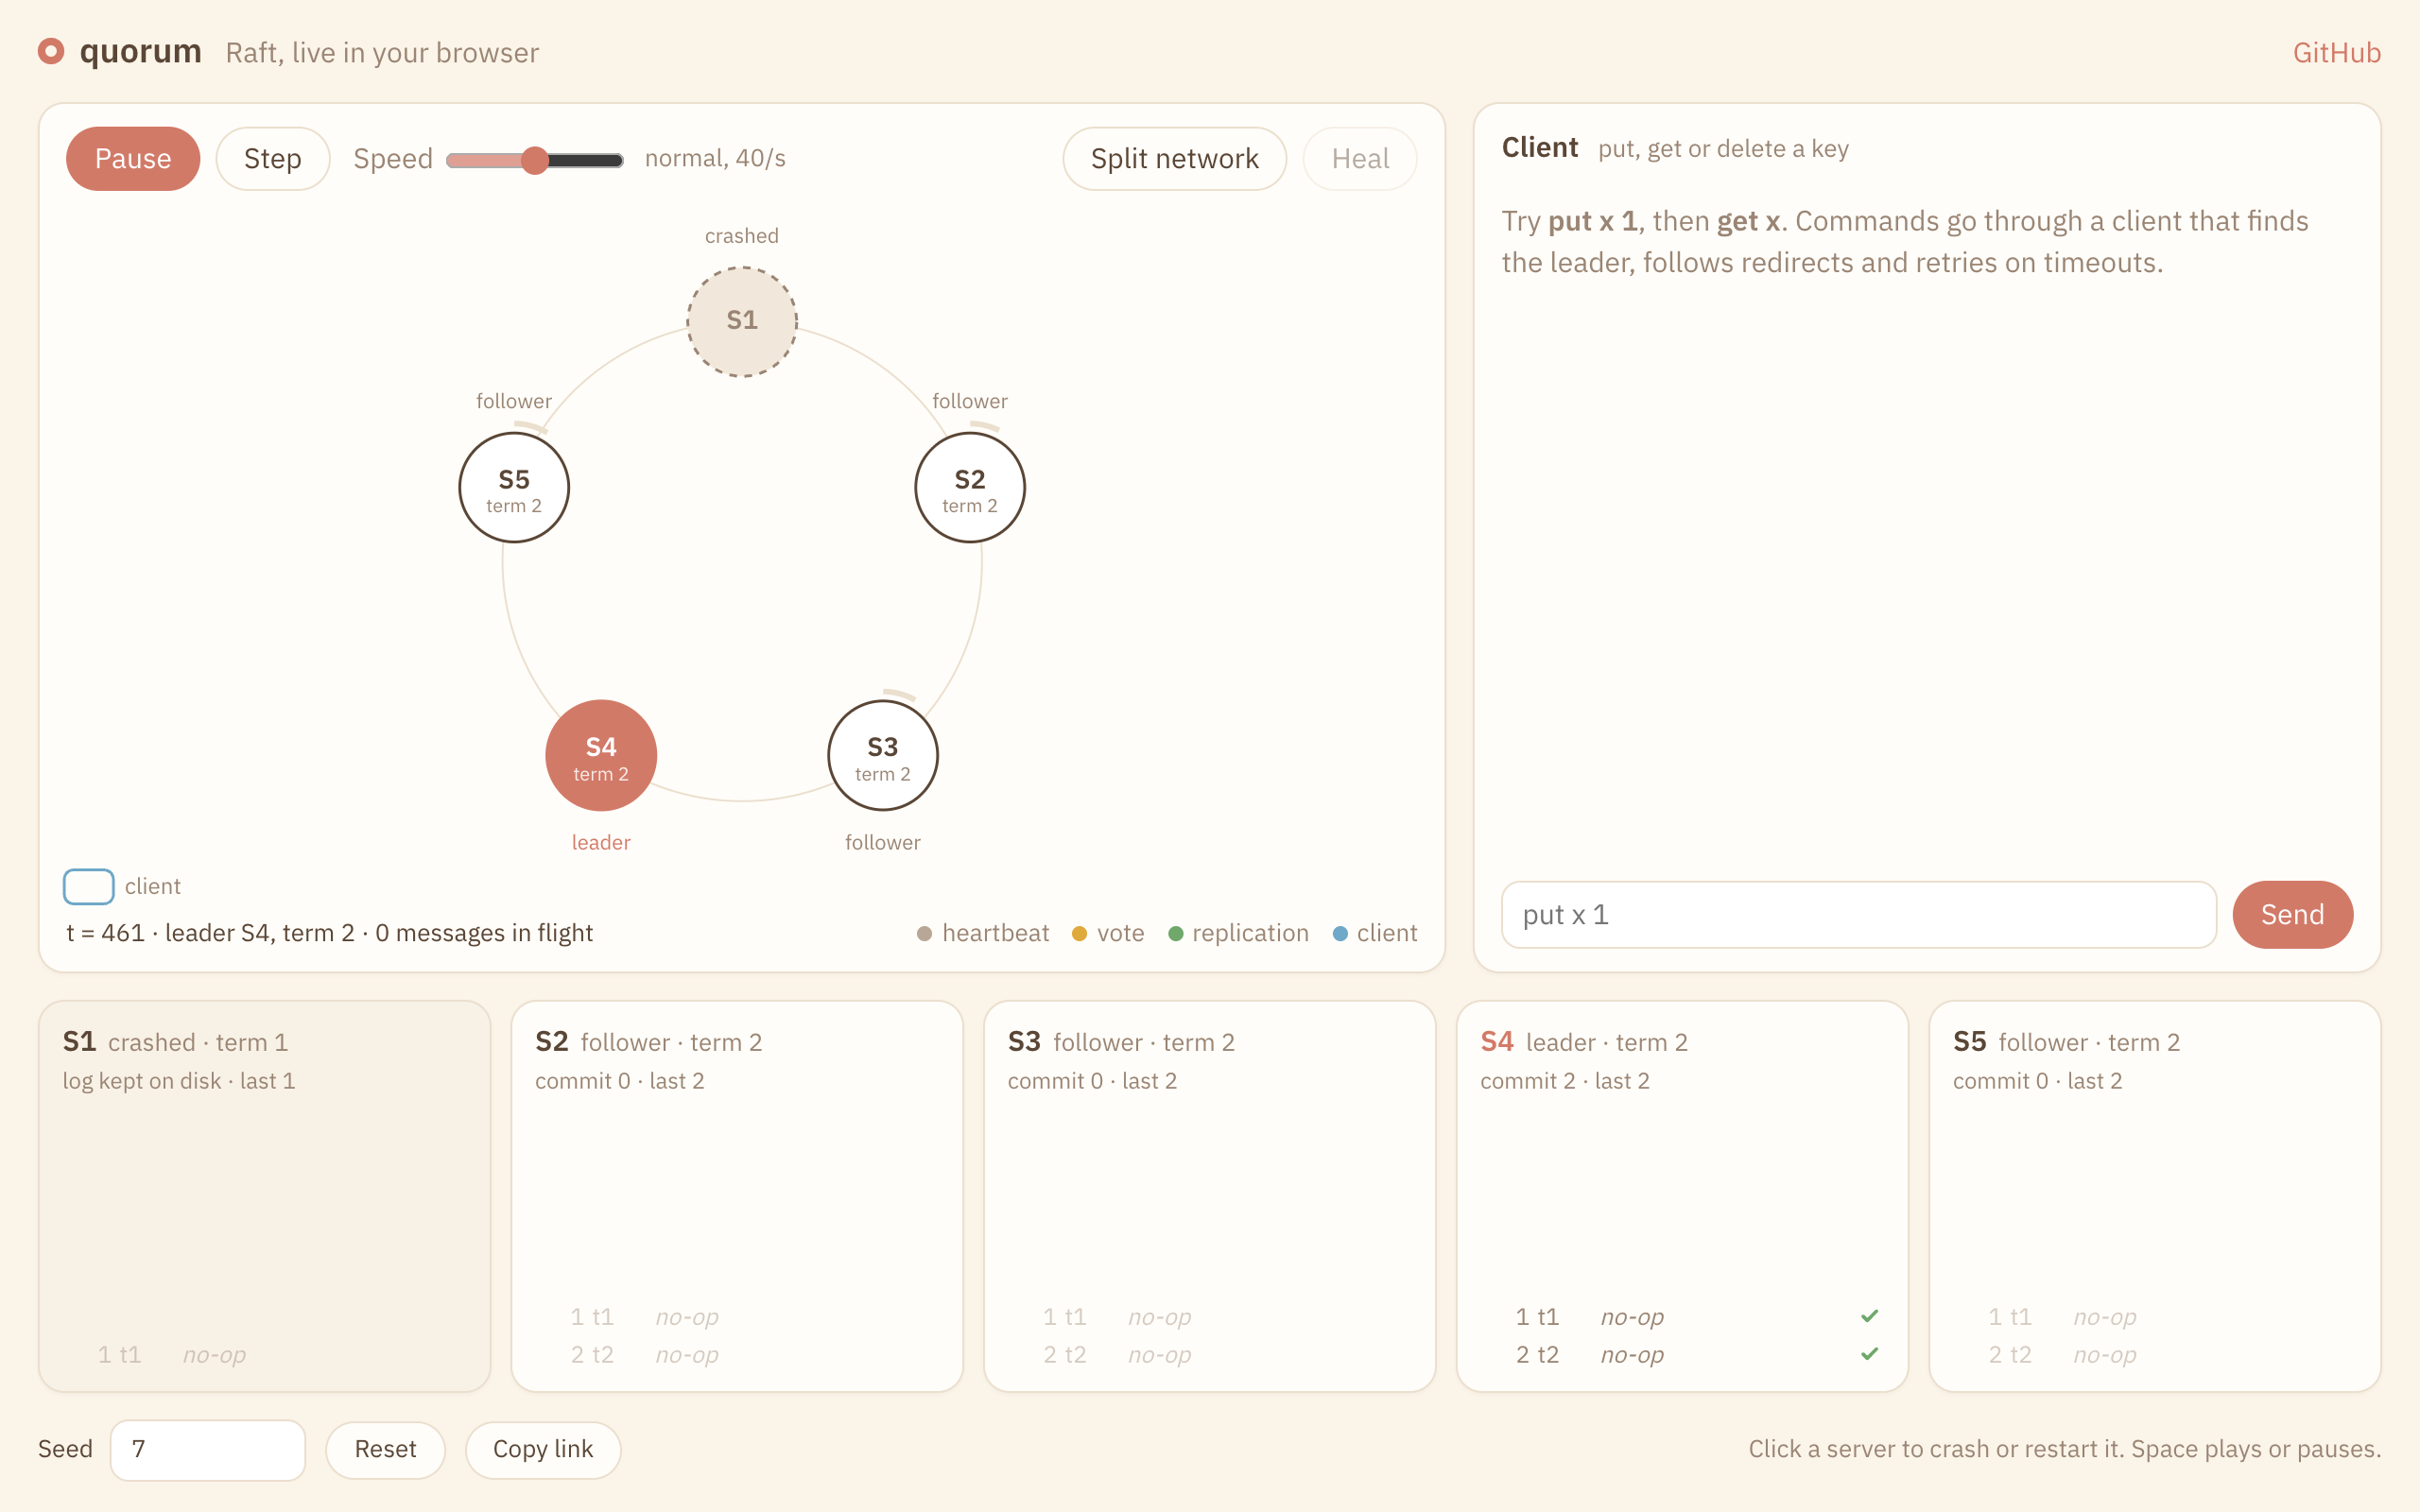 quorum Raft, live in your browser GitHub
Pause Step Speed normal, 40/s Split network Heal
crashed
S1
follower follower
S5 S2
term 2 term 2
S4 S3
term 2 term 2
leader follower
client
t = 461 · leader S4, term 2 · 0 messages in flight heartbeat vote replication client
Client put, get or delete a key
Try put x 1, then get x. Commands go through a client that finds
the leader, follows redirects and retries on timeouts.
put x 1 Send
S1 crashed · term 1
log kept on disk · last 1
1 t1 no-op
S2 follower · term 2
commit 0 · last 2
1 t1 no-op
2 t2 no-op
S3 follower · term 2
commit 0 · last 2
1 t1 no-op
2 t2 no-op
S4 leader · term 2
commit 2 · last 2
1 t1 no-op
2 t2 no-op
S5 follower · term 2
commit 0 · last 2
1 t1 no-op
2 t2 no-op
Seed 7 Reset Copy link Click a server to crash or restart it. Space plays or pauses.